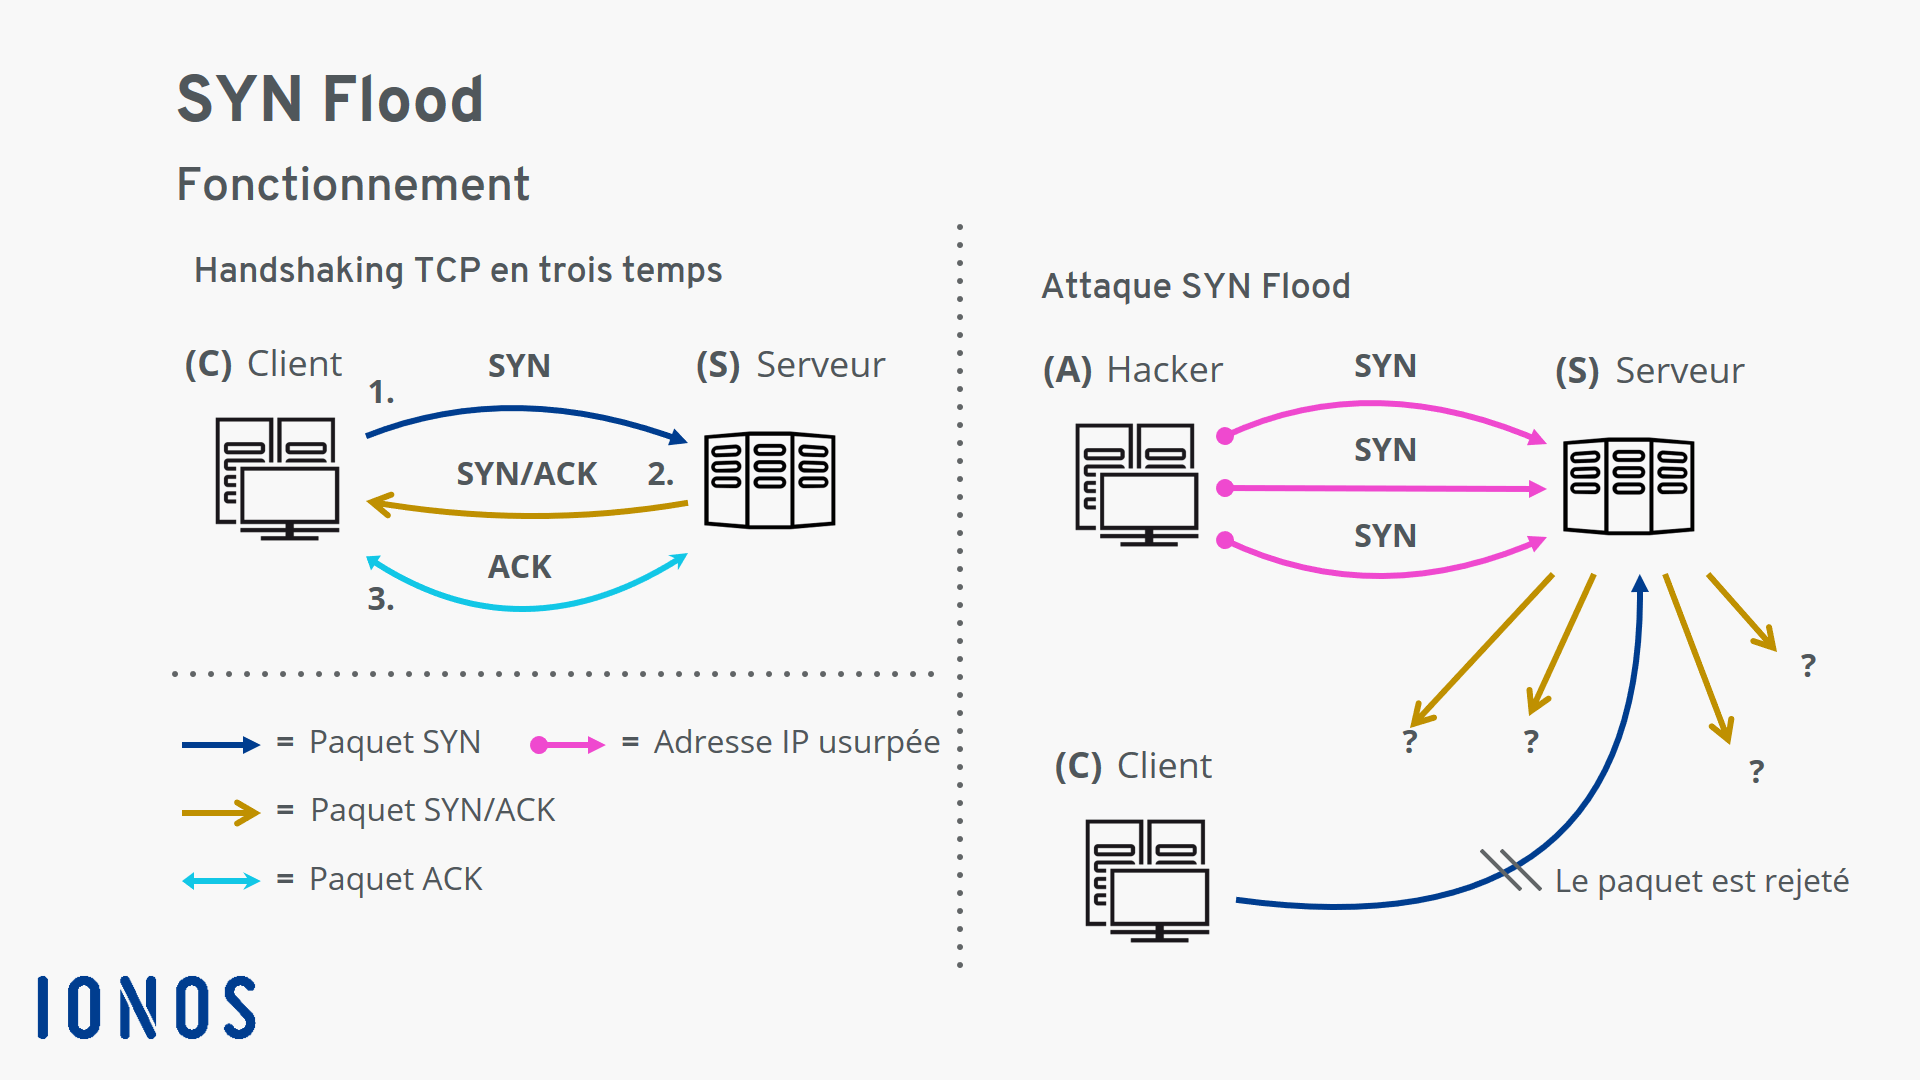 SYN Flood
Fonctionnement
Handshaking TCP en trois temps
(C) Client
SYN
(S) Serveur
1.
SYN/ACK
2.
ACK
3.
= Paquet SYN
= Adresse IP usurpée
= Paquet SYN/ACK
= Paquet ACK
Attaque SYN Flood
(A) Hacker
SYN
(S) Serveur
SYN
SYN
?
?
?
?
(C) Client
Le paquet est rejeté
IONOS